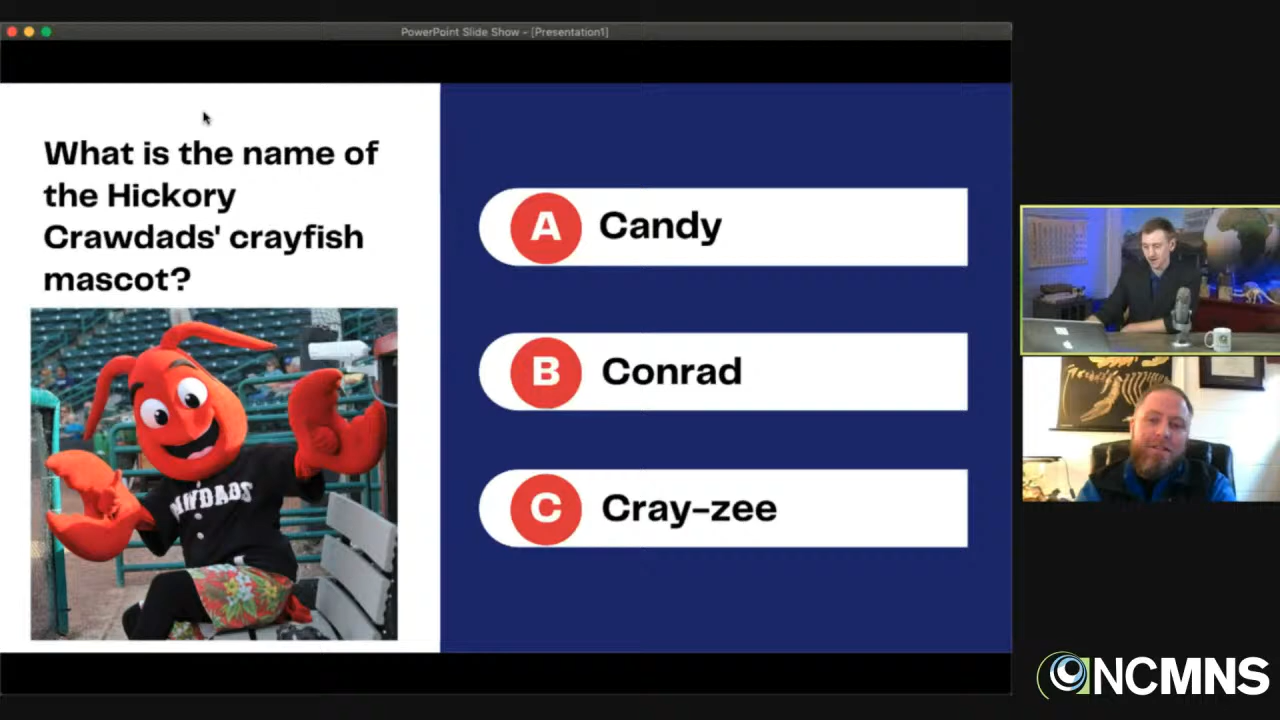 PowerPoint Slide Show - [Presentation1]
What is the name of
the Hickory
Crawdads' crayfish
mascot?
A Candy
B Conrad
C Cray-zee
AWDADS
NCMNS